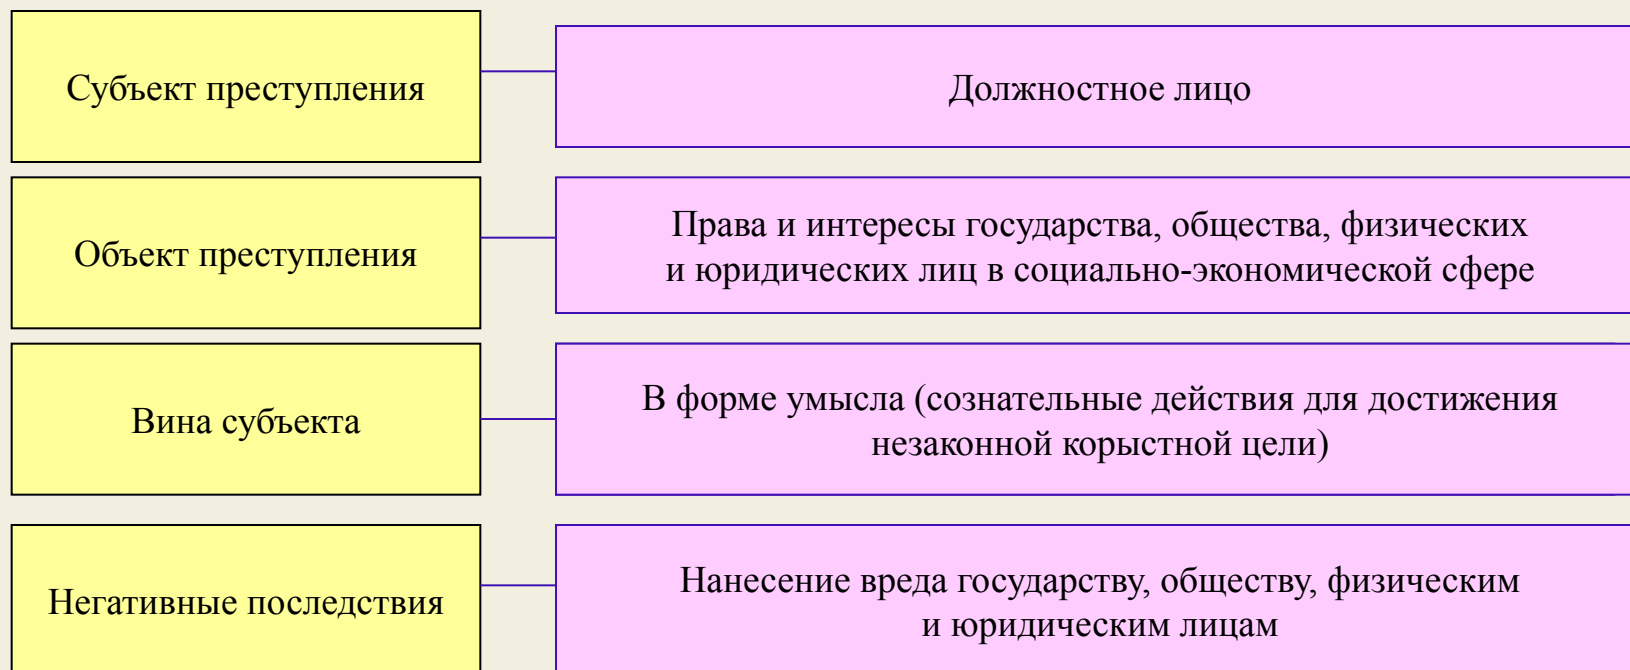 Субъект преступления
Должностное лицо
Объект преступления
Права и интересы государства, общества, физических
и юридических лиц в социально-экономической сфере
Вина субъекта
В форме умысла (сознательные действия для достижения
незаконной корыстной цели)
Негативные последствия
Нанесение вреда государству, обществу, физическим
и юридическим лицам